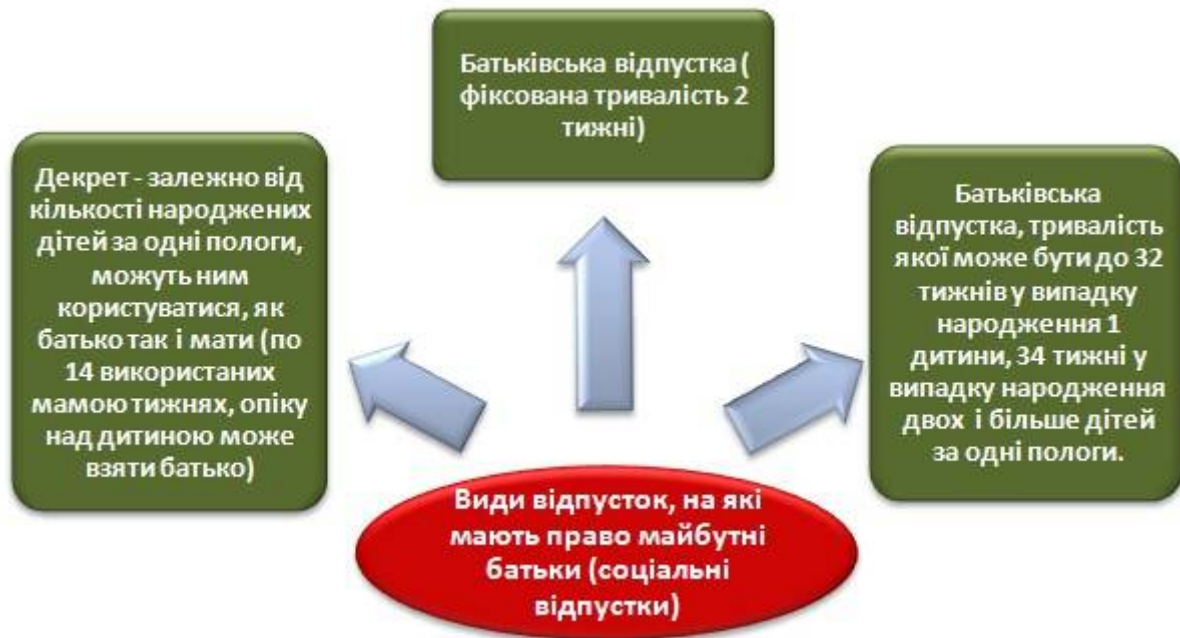 Батьківська відпустка (
фіксована тривалість 2
тижні)
Декрет - залежно від
кількості народжених
дітей за одні пологи,
можуть ним
користуватися, як
батько так і мати (по
14 використаних
мамою тижнях, опіку
над дитиною може
взяти батько)
Батьківська
відпустка, тривалість
якої може бути до 32
тижнів у випадку
народження 1
дитини, 34 тижні у
випадку народження
двох і більше дітей
за одні пологи.
Види відпусток, на які
мають право майбутні
батьки (соціальні
відпустки)